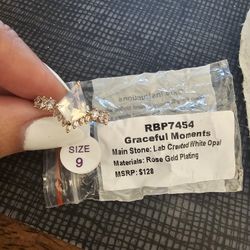 RBP7454
Graceful Moments
Main Stone: Lab Created White Opal
Materials: Rose Gold Plating
MSRP: $128
SIZE
9